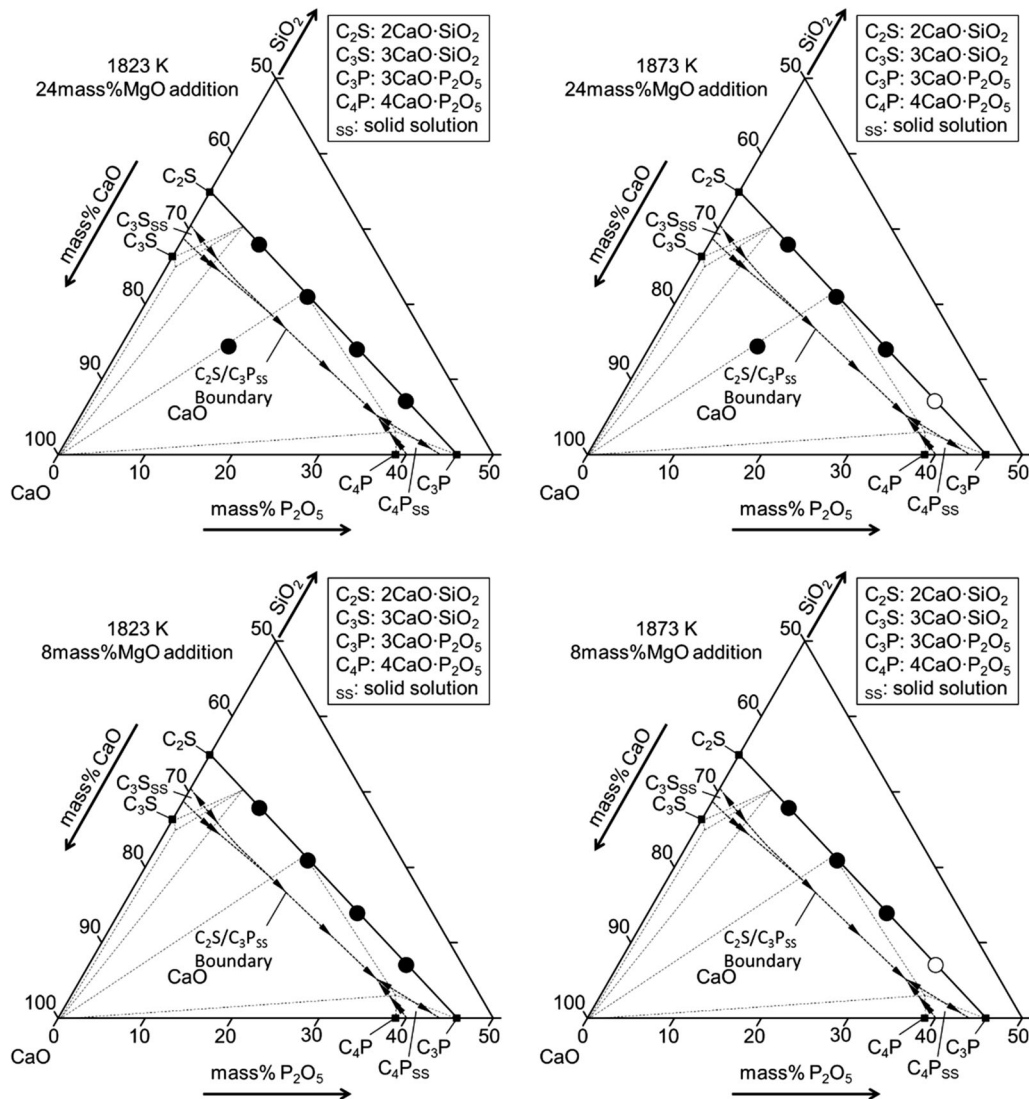 1823 K
24mass%MgO addition
SiO₂
C₂S: 2CaO·SiO₂
C₃S: 3CaO·SiO₂
C₃P: 3CaO·P₂O₅
C₄P: 4CaO·P₂O₅
ss: solid solution
50
60
mass% CaO
C₂S
70
C₃Sss
C₃S
80
90
C₂S/C₃Pss
Boundary
CaO
100
0
10
20
30
40
50
CaO
C₄P
C₄Pss
C₃P
mass% P₂O₅
1873 K
24mass%MgO addition
SiO₂
C₂S: 2CaO·SiO₂
C₃S: 3CaO·SiO₂
C₃P: 3CaO·P₂O₅
C₄P: 4CaO·P₂O₅
ss: solid solution
50
60
mass% CaO
C₂S
70
C₃Sss
C₃S
80
90
C₂S/C₃Pss
Boundary
CaO
100
0
10
20
30
40
50
CaO
C₄P
C₄Pss
C₃P
mass% P₂O₅
1823 K
8mass%MgO addition
SiO₂
C₂S: 2CaO·SiO₂
C₃S: 3CaO·SiO₂
C₃P: 3CaO·P₂O₅
C₄P: 4CaO·P₂O₅
ss: solid solution
50
60
mass% CaO
C₂S
70
C₃Sss
C₃S
80
90
C₂S/C₃Pss
Boundary
CaO
100
0
10
20
30
40
50
CaO
C₄P
C₄Pss
C₃P
mass% P₂O₅
1873 K
8mass%MgO addition
SiO₂
C₂S: 2CaO·SiO₂
C₃S: 3CaO·SiO₂
C₃P: 3CaO·P₂O₅
C₄P: 4CaO·P₂O₅
ss: solid solution
50
60
mass% CaO
C₂S
70
C₃Sss
C₃S
80
90
C₂S/C₃Pss
Boundary
CaO
100
0
10
20
30
40
50
CaO
C₄P
C₄Pss
C₃P
mass% P₂O₅